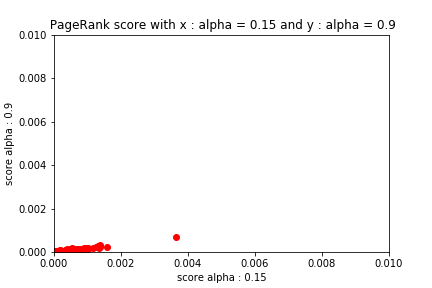 PageRank score with x : alpha = 0.15 and y : alpha = 0.9
0.010
0.008
0.006
0.004
0.002
0.000
score alpha : 0.9
0.000 0.002 0.004 0.006 0.008 0.010
score alpha : 0.15